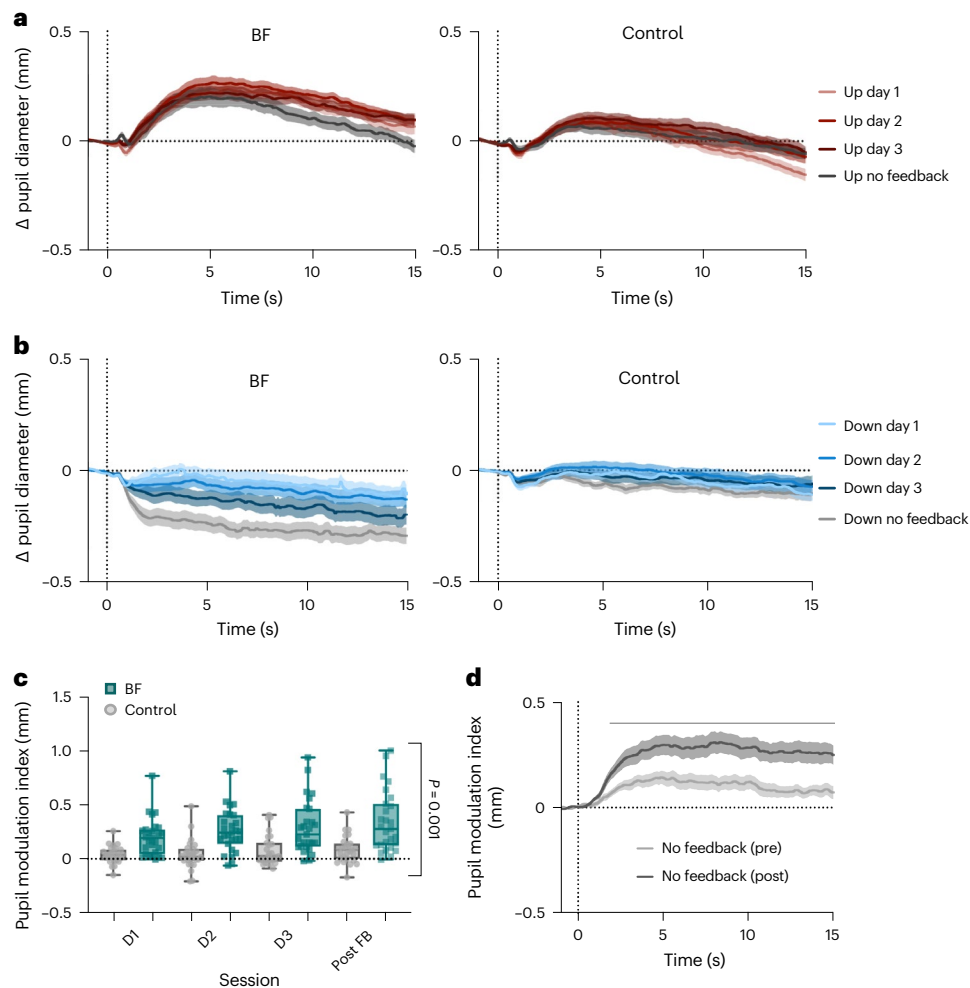 a
BF
Control
Δ pupil diameter (mm)
0.5
0
−0.5
0
5
10
15
Time (s)
0.5
0
−0.5
0
5
10
15
Time (s)
Up day 1
Up day 2
Up day 3
Up no feedback
b
BF
Control
Δ pupil diameter (mm)
0.5
0
−0.5
0
5
10
15
Time (s)
0.5
0
−0.5
0
5
10
15
Time (s)
Down day 1
Down day 2
Down day 3
Down no feedback
c
BF
Control
Pupil modulation index (mm)
1.5
1.0
0.5
0
−0.5
P = 0.001
D1
D2
D3
Post FB
Session
d
Pupil modulation index
(mm)
0.5
0
−0.5
No feedback (pre)
No feedback (post)
0
5
10
15
Time (s)